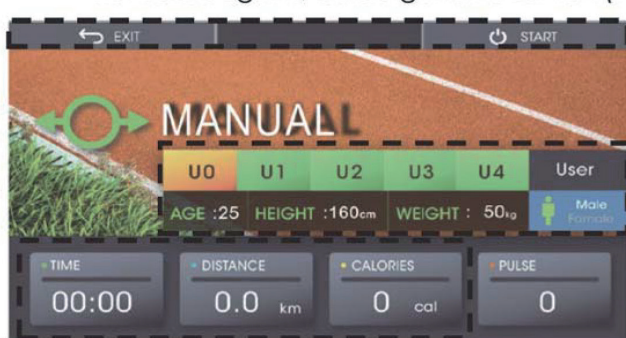 EXIT
START
MANUAL
U0 U1 U2 U3 U4 User
AGE :25 HEIGHT :160cm WEIGHT : 50kg Male
Female
TIME DISTANCE CALORIES PULSE
00:00 0.0 km 0 cal 0